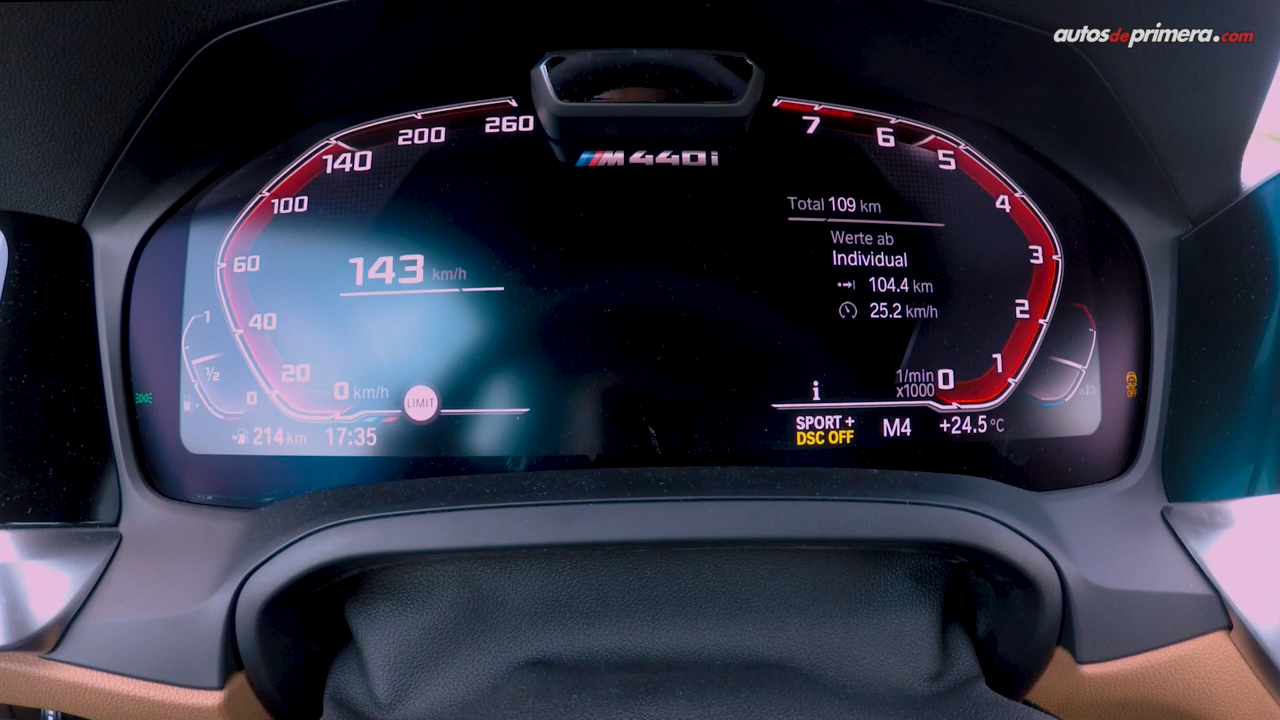 autosdeprimera.com
260
200
140
100
60
40
20
0 km/h
M440i
7
6
5
4
3
2
1
0
1/min
x1000
143 km/h
Total 109 km
Werte ab
Individual
104.4 km
25.2 km/h
1
1/2
0
LIMIT
214 km
17:35
i
SPORT +
DSC OFF
M4
+24.5 °C
OFF